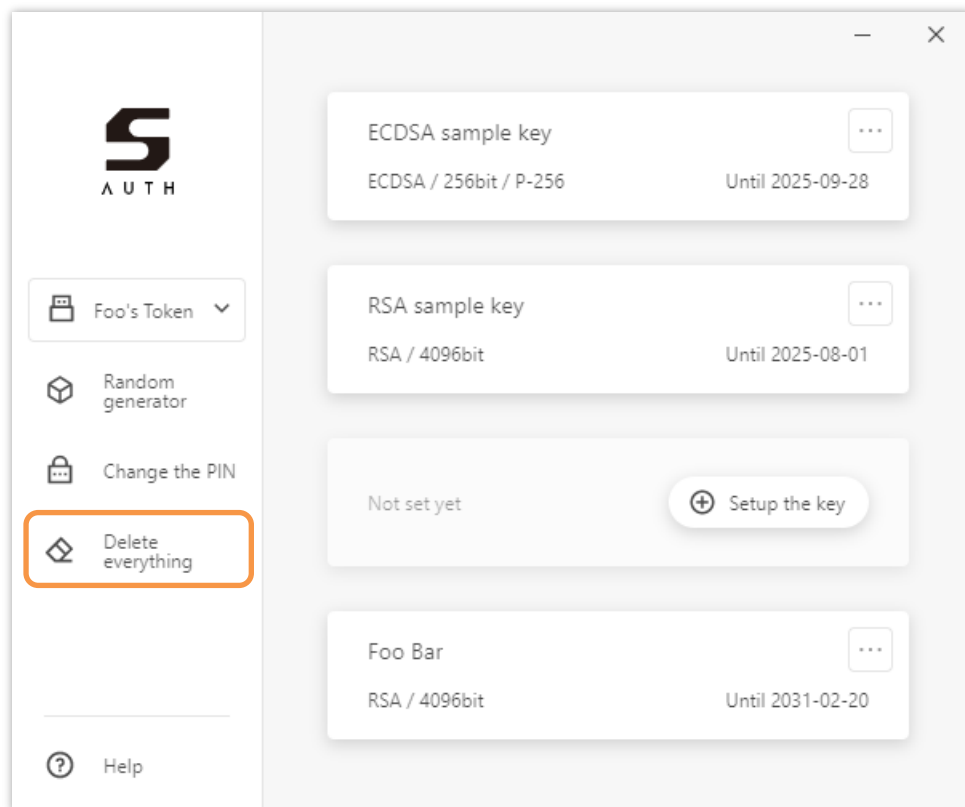 S
AUTH
Foo's Token
Random
generator
Change the PIN
Delete
everything
Help
ECDSA sample key
ECDSA / 256bit / P-256
Until 2025-09-28
RSA sample key
RSA / 4096bit
Until 2025-08-01
Not set yet
Setup the key
Foo Bar
RSA / 4096bit
Until 2031-02-20